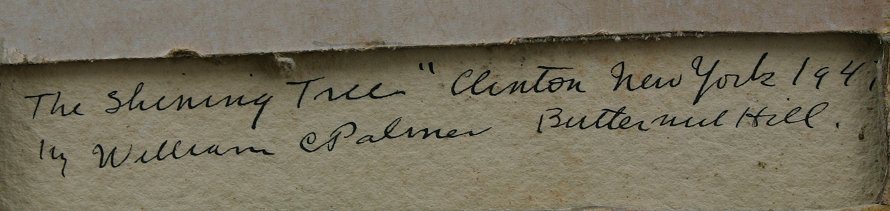 The Shining Tree" Clinton New York 194
by William C Palmer Butternut Hill.